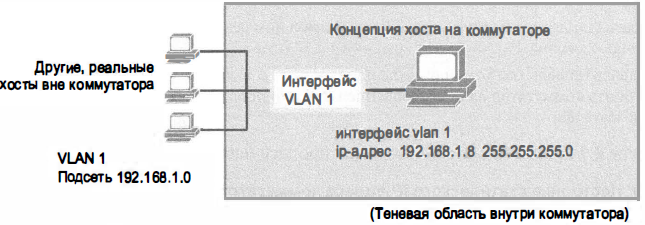 Концепция хоста на коммутаторе
Другие, реальные
хосты вне коммутатора
Интерфейс
VLAN 1
интерфейс vlan 1
ip-адрес 192.168.1.8 255.255.255.0
VLAN 1
Подсеть 192.168.1.0
(Теневая область внутри коммутатора)